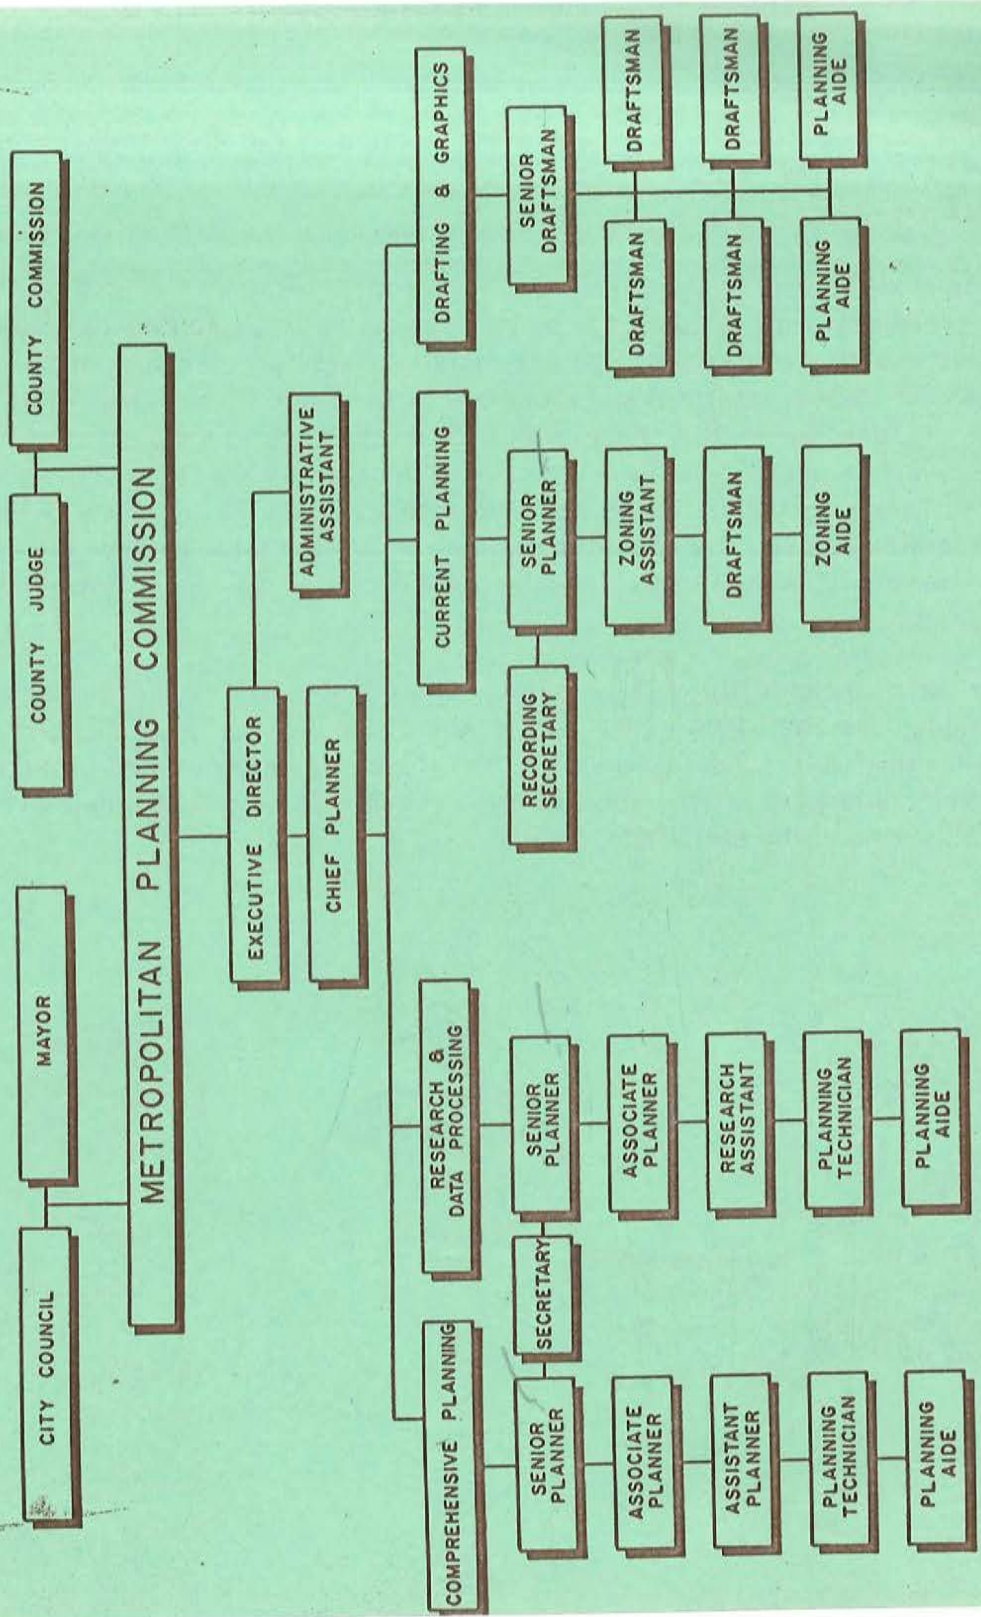 CITY COUNCIL
MAYOR
COUNTY JUDGE
COUNTY COMMISSION
METROPOLITAN PLANNING COMMISSION
EXECUTIVE DIRECTOR
ADMINISTRATIVE
ASSISTANT
CHIEF PLANNER
COMPREHENSIVE PLANNING
RESEARCH &
DATA PROCESSING
CURRENT PLANNING
DRAFTING & GRAPHICS
SENIOR
PLANNER
SECRETARY
SENIOR
PLANNER
RECORDING
SECRETARY
SENIOR
PLANNER
SENIOR
DRAFTSMAN
ASSOCIATE
PLANNER
ASSOCIATE
PLANNER
ZONING
ASSISTANT
DRAFTSMAN
DRAFTSMAN
ASSISTANT
PLANNER
RESEARCH
ASSISTANT
DRAFTSMAN
DRAFTSMAN
DRAFTSMAN
PLANNING
TECHNICIAN
PLANNING
TECHNICIAN
ZONING
AIDE
PLANNING
AIDE
PLANNING
AIDE
PLANNING
AIDE
PLANNING
AIDE